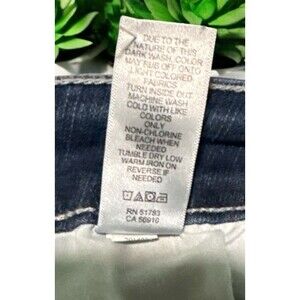 DUE TO THE
NATURE OF THIS
DARK WASH, COLOR
MAY RUB OFF ONTO
LIGHT COLORED
FABRICS
TURN INSIDE OUT
MACHINE WASH
COLD WITH LIKE
COLORS
ONLY
NON-CHLORINE
BLEACH WHEN
NEEDED
TUMBLE DRY LOW
WARM IRON ON
REVERSE IF
NEEDED
RN 51783
CA 56916